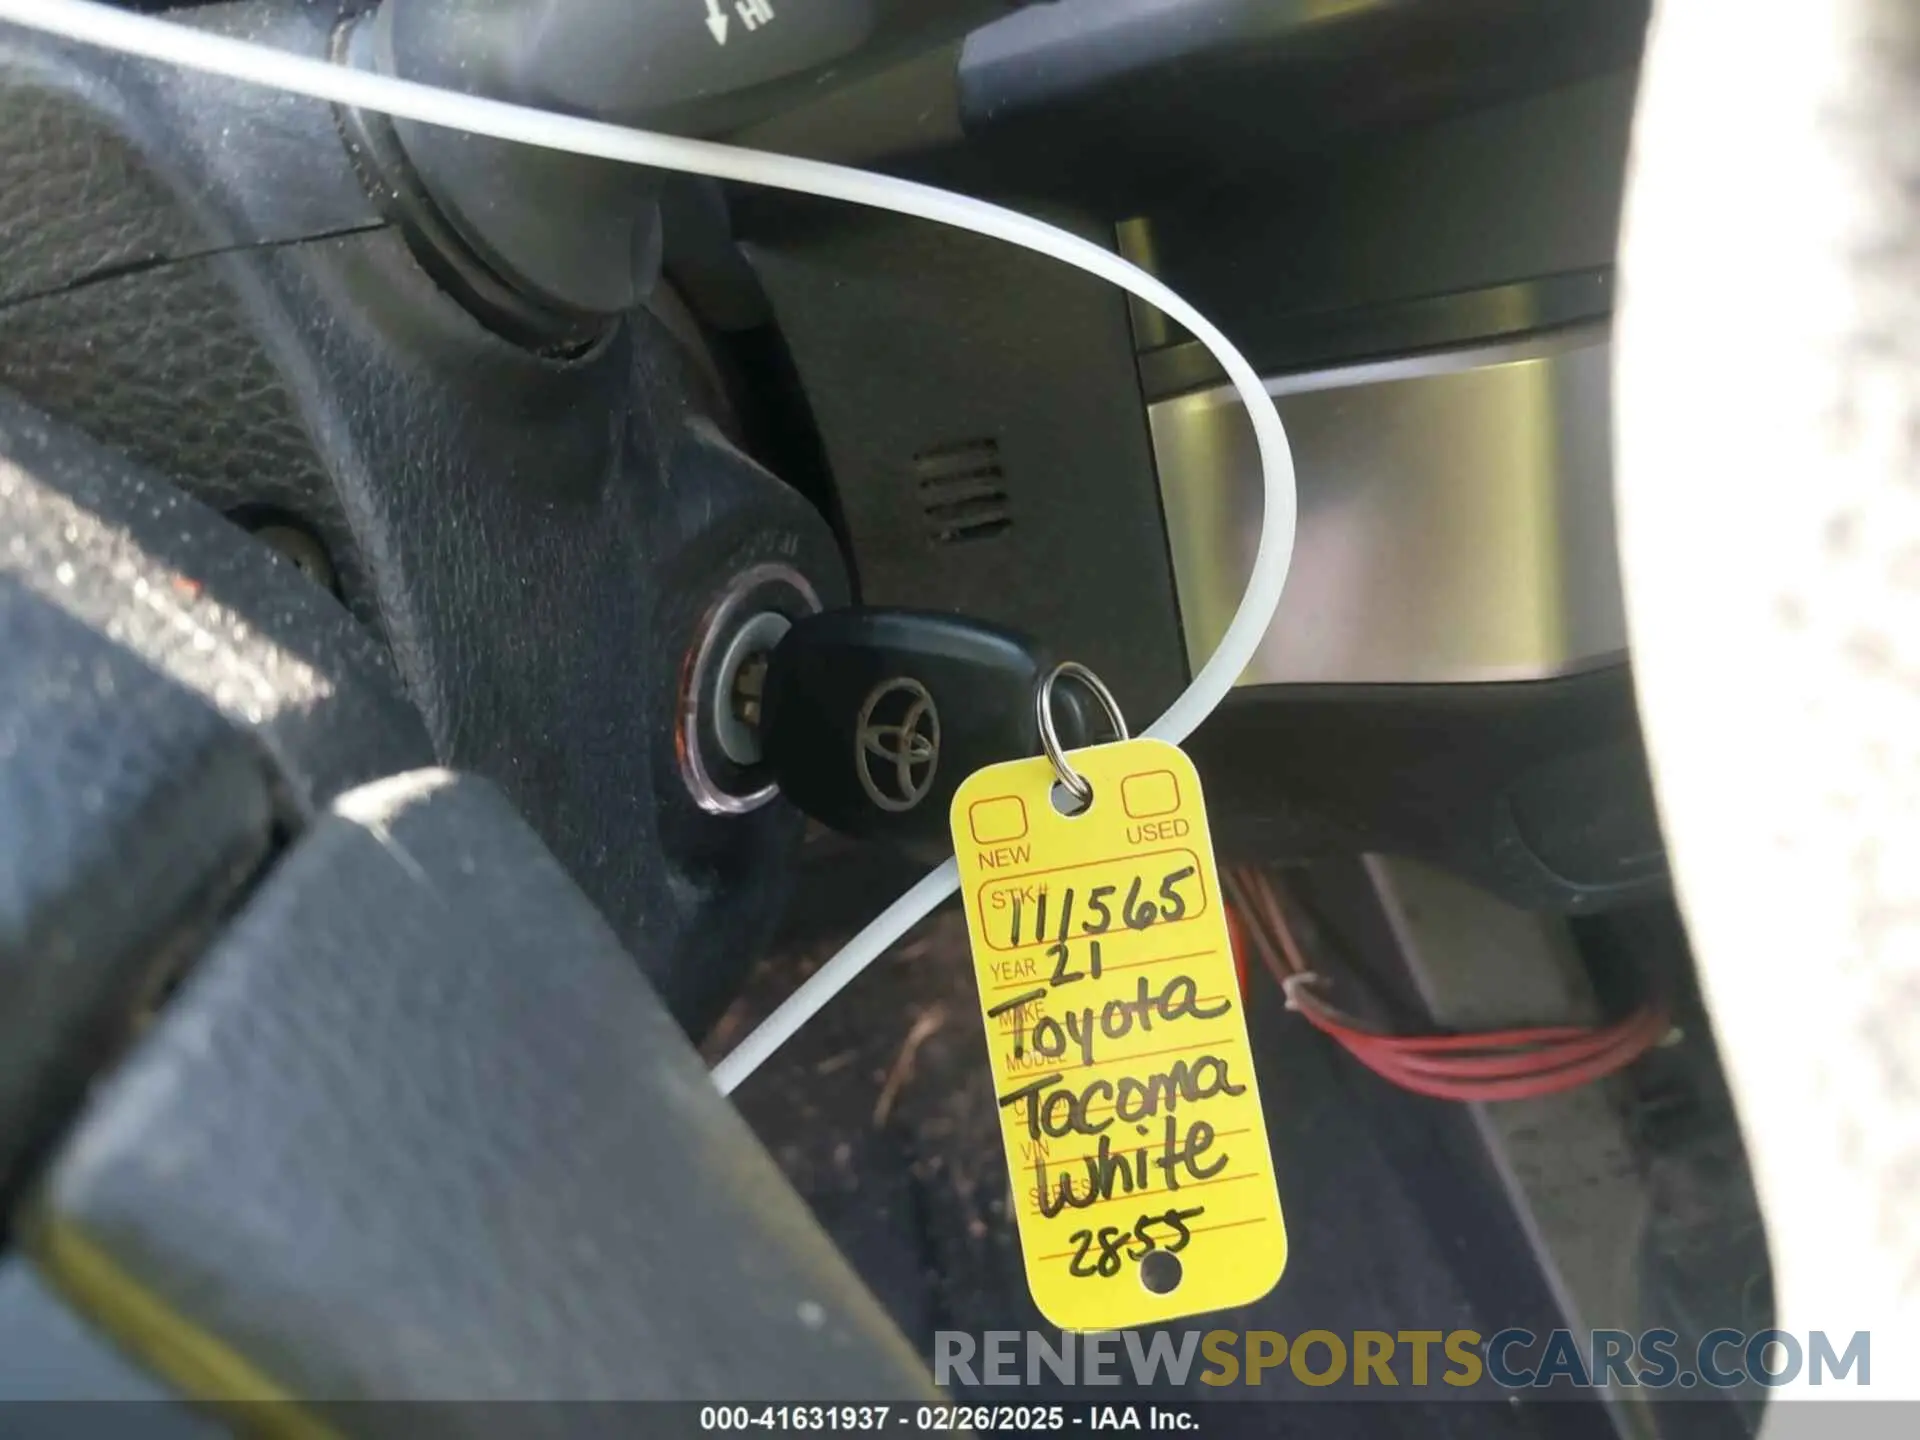 HI
NEW USED
STK# 111565
YEAR 21
MAKE Toyota
MODEL
Tacoma
VIN
White
SERIES
2855
RENEWSPORTSCARS.COM
000-41631937 - 02/26/2025 - IAA Inc.